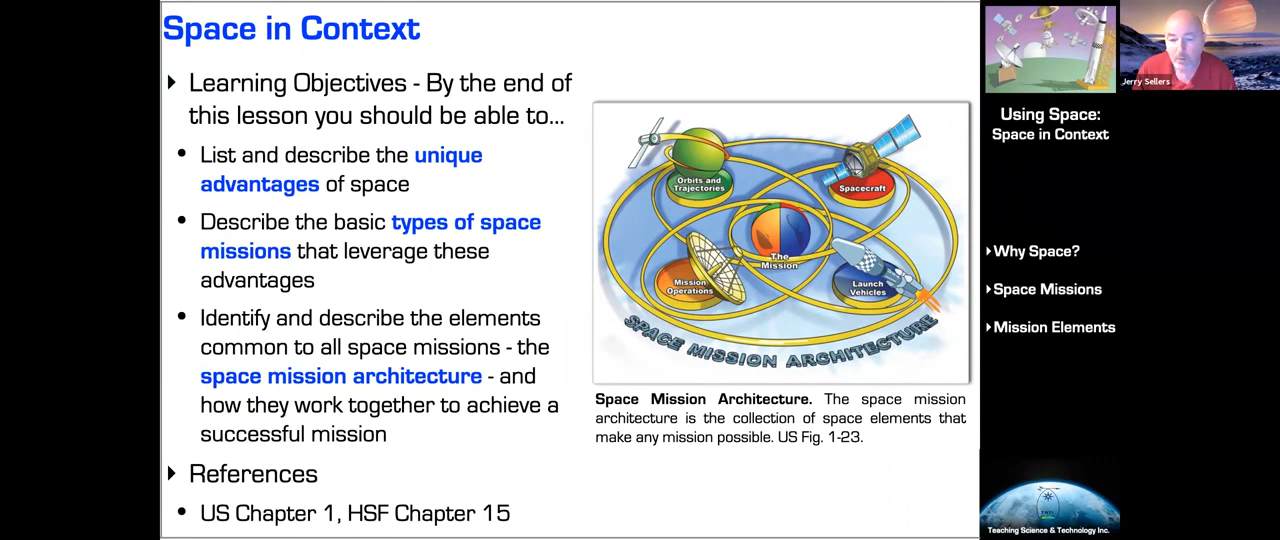 Space in Context
Learning Objectives - By the end of
this lesson you should be able to...
List and describe the unique
advantages of space
Describe the basic types of space
missions that leverage these
advantages
Identify and describe the elements
common to all space missions - the
space mission architecture - and
how they work together to achieve a
successful mission
References
US Chapter 1, HSF Chapter 15
Orbits and
Trajectories
Spacecraft
The
Mission
Mission
Operations
Launch
Vehicles
SPACE MISSION ARCHITECTURE
Space Mission Architecture. The space mission
architecture is the collection of space elements that
make any mission possible. US Fig. 1-23.
Jerry Sellers
Using Space:
Space in Context
Why Space?
Space Missions
Mission Elements
Teaching Science & Technology Inc.